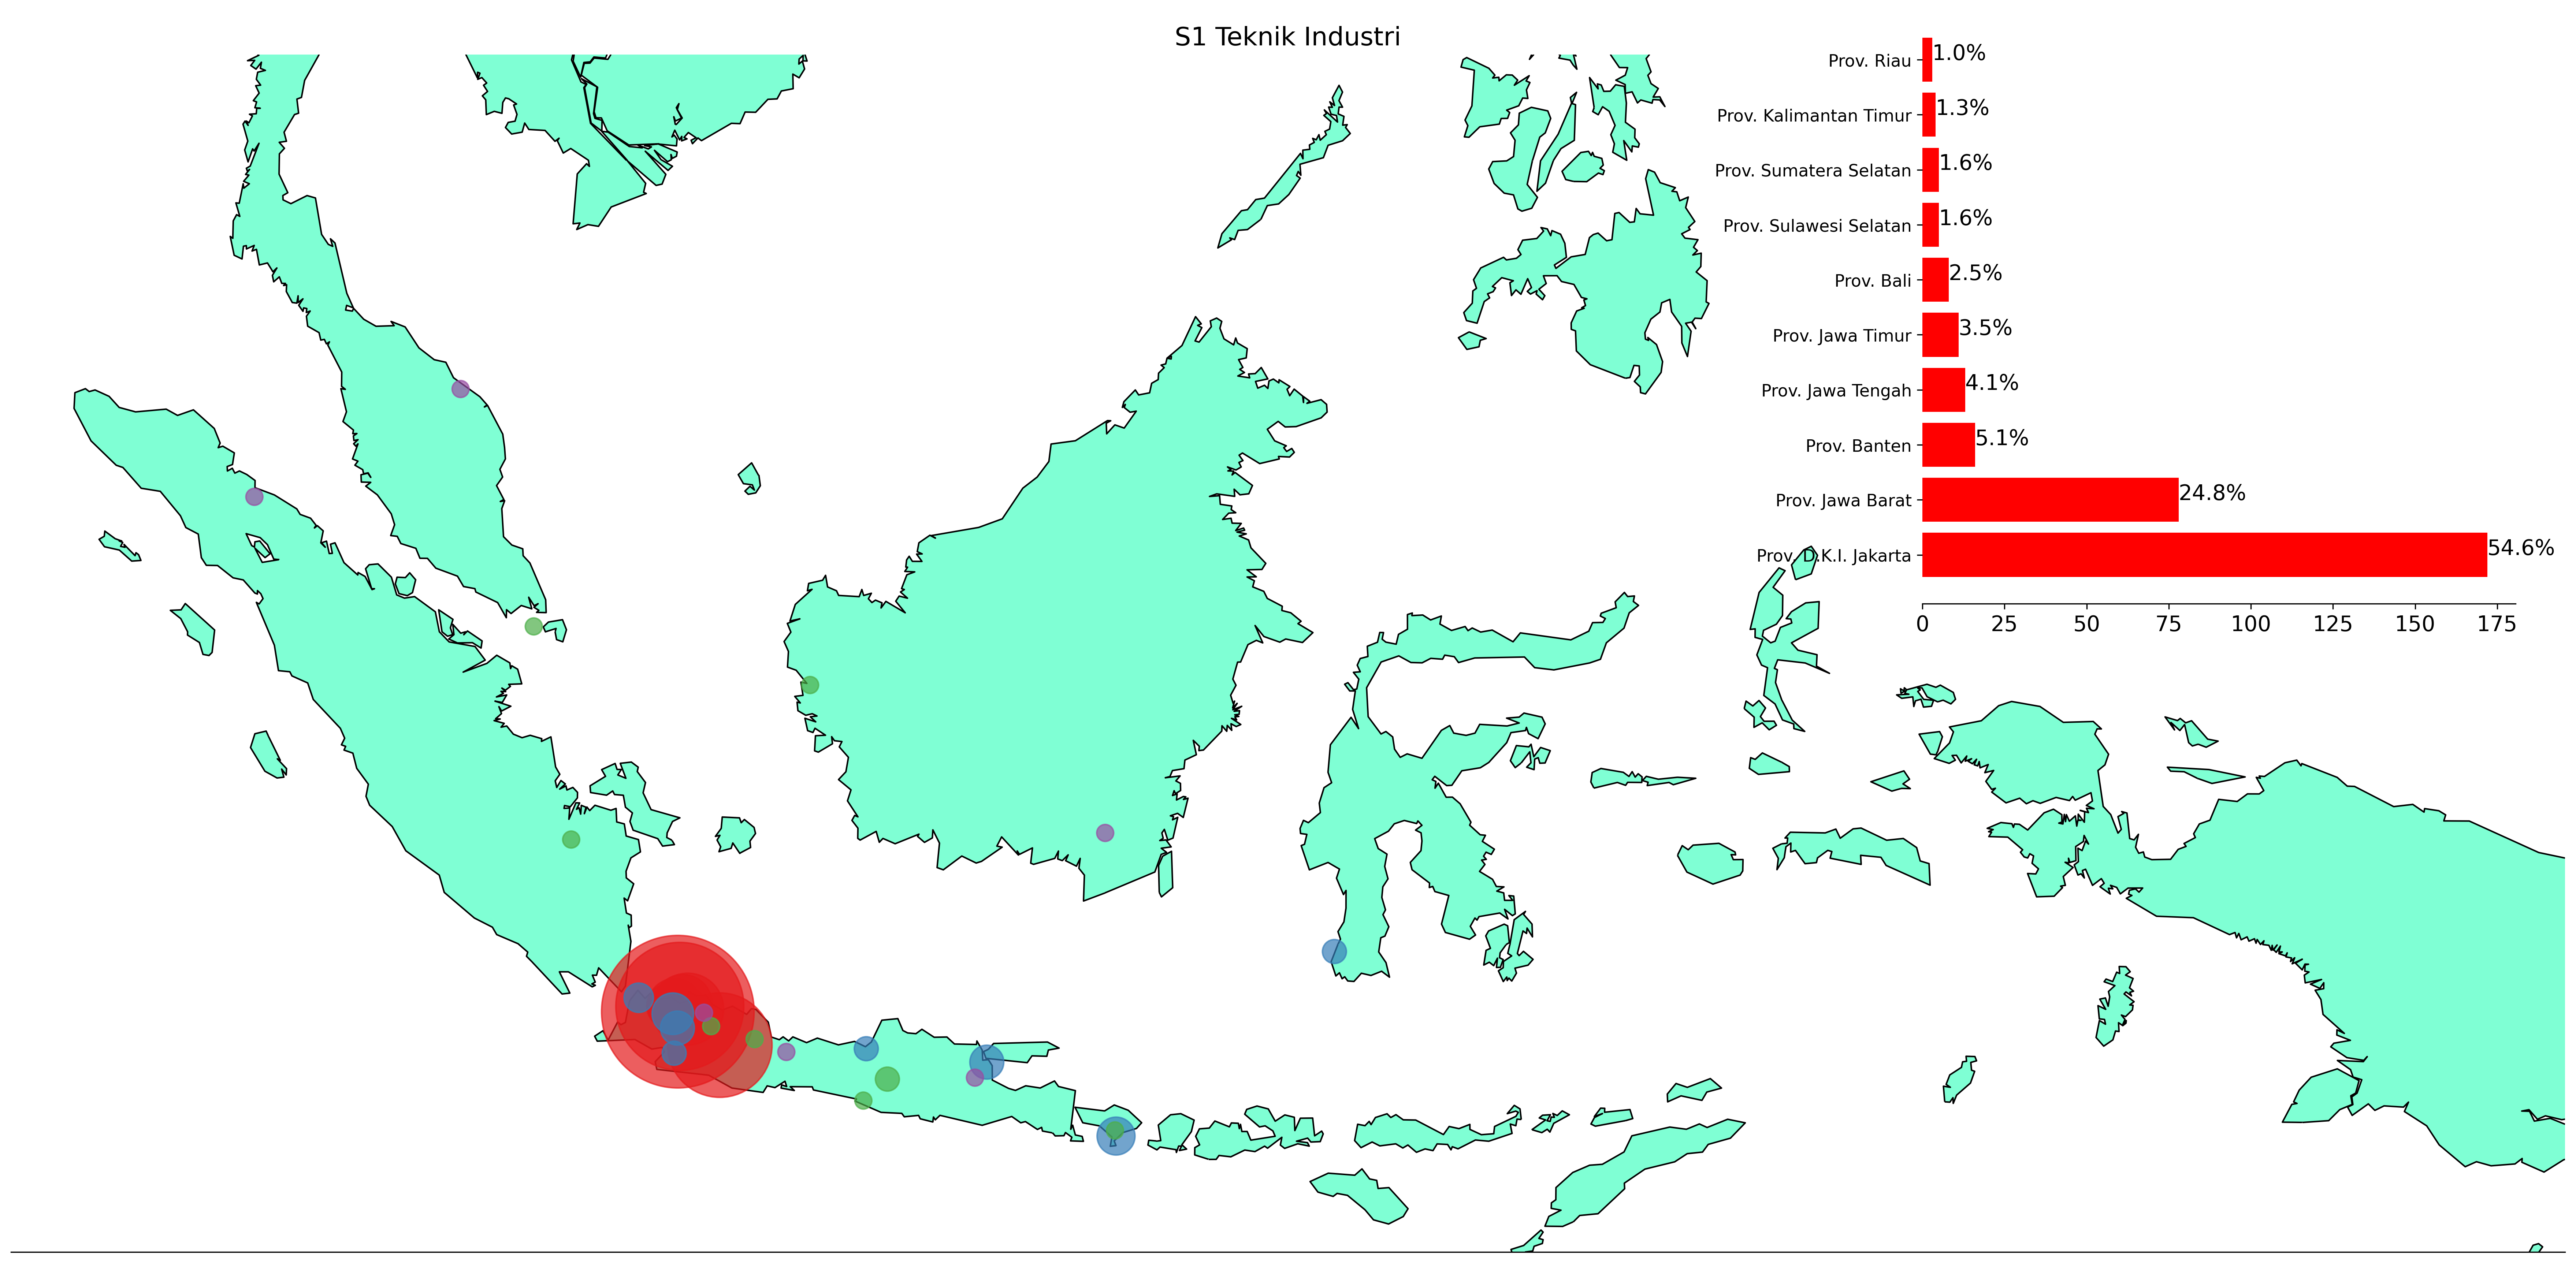 S1 Teknik Industri
Prov. Riau 1.0%
Prov. Kalimantan Timur 1.3%
Prov. Sumatera Selatan 1.6%
Prov. Sulawesi Selatan 1.6%
Prov. Bali 2.5%
Prov. Jawa Timur 3.5%
Prov. Jawa Tengah 4.1%
Prov. Banten 5.1%
Prov. Jawa Barat 24.8%
Prov. D.K.I. Jakarta 54.6%
0 25 50 75 100 125 150 175